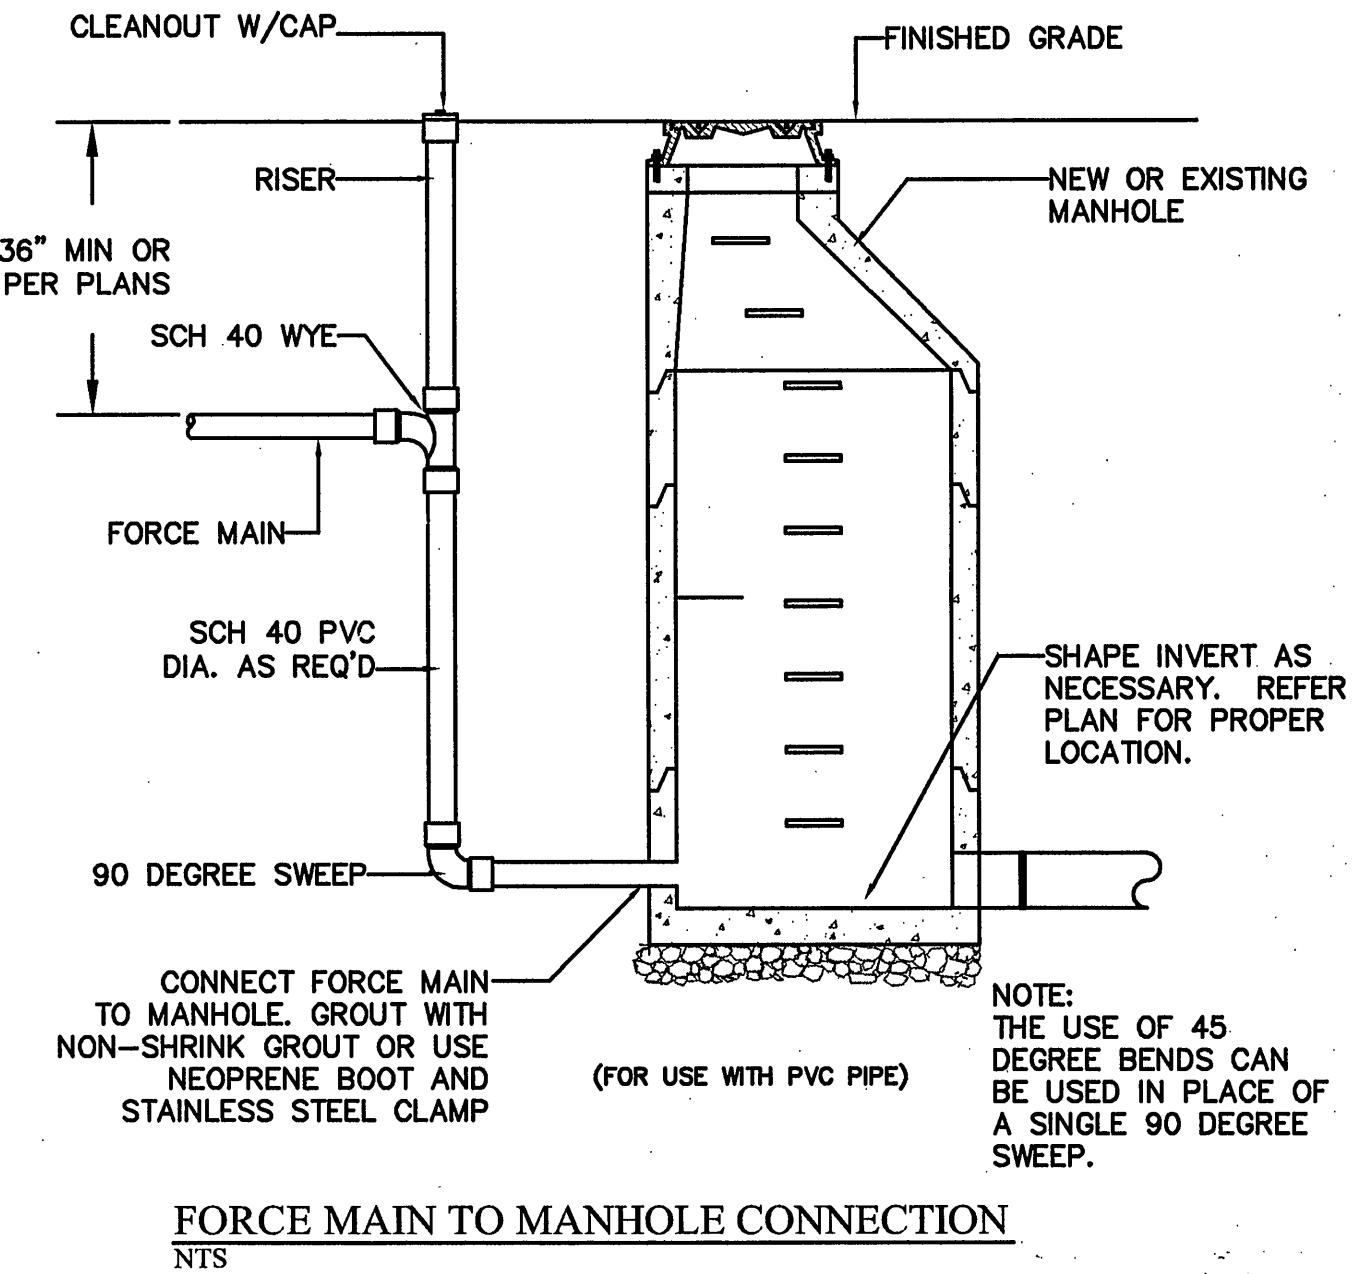 CLEANOUT W/CAP
FINISHED GRADE
RISER
NEW OR EXISTING
MANHOLE
36" MIN OR
PER PLANS
SCH 40 WYE
FORCE MAIN
SCH 40 PVC
DIA. AS REQ'D
SHAPE INVERT AS
NECESSARY. REFER
PLAN FOR PROPER
LOCATION.
90 DEGREE SWEEP
CONNECT FORCE MAIN
TO MANHOLE. GROUT WITH
NON-SHRINK GROUT OR USE
NEOPRENE BOOT AND
STAINLESS STEEL CLAMP
(FOR USE WITH PVC PIPE)
NOTE:
THE USE OF 45
DEGREE BENDS CAN
BE USED IN PLACE OF
A SINGLE 90 DEGREE
SWEEP.
FORCE MAIN TO MANHOLE CONNECTION
NTS